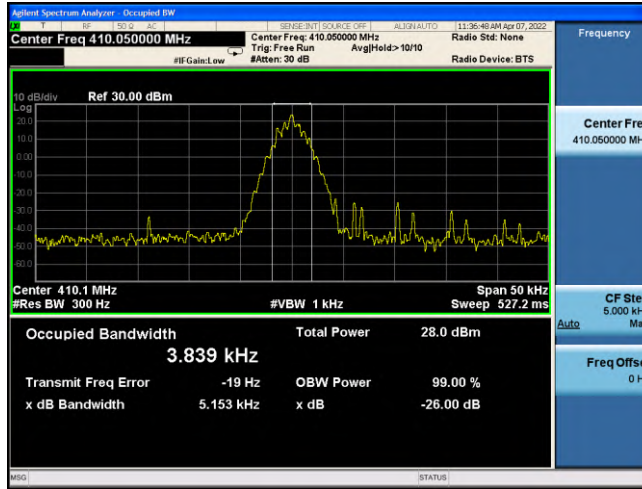 Agilent Spectrum Analyzer - Occupied BW
T RF 50 Ω AC SENSE:INT SOURCE OFF ALIGN AUTO 11:36:48 AM Apr 07, 2022
Center Freq 410.050000 MHz
Center Freq: 410.050000 MHz Radio Std: None
Trig: Free Run Avg|Hold:> 10/10
#IFGain:Low #Atten: 30 dB Radio Device: BTS
Frequency
10 dB/div Ref 30.00 dBm
Log
20.0
10.0
0.00
-10.0
-20.0
-30.0
-40.0
-50.0
-60.0
Center 410.1 MHz Span 50 kHz
#Res BW 300 Hz #VBW 1 kHz Sweep 527.2 ms
Occupied Bandwidth Total Power 28.0 dBm
3.839 kHz
Transmit Freq Error -19 Hz OBW Power 99.00 %
x dB Bandwidth 5.153 kHz x dB -26.00 dB
Center Fre
410.050000 MH
CF Ste
5.000 kH
Auto Ma
Freq Offs
0 H
MSG STATUS